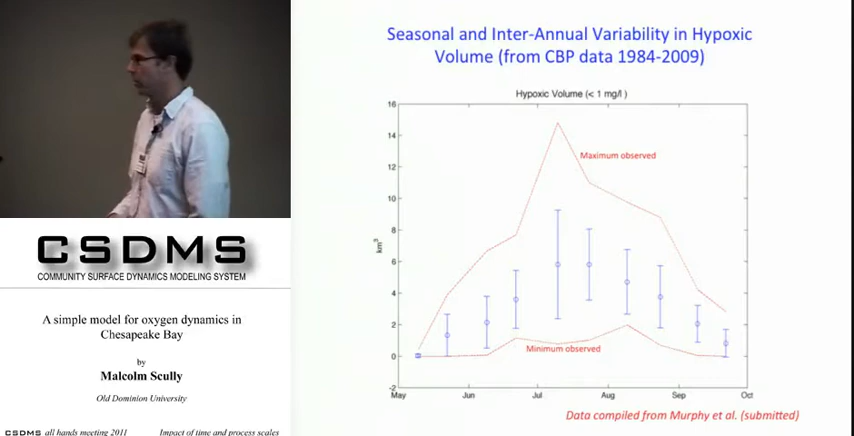 Seasonal and Inter-Annual Variability in Hypoxic
Volume (from CBP data 1984-2009)
Hypoxic Volume (< 1 mg/l )
16
14
12
10
8
6
4
2
0
-2
km3
Maximum observed
Minimum observed
May
Jun
Jul
Aug
Sep
Oct
Data compiled from Murphy et al. (submitted)
CSDMS
COMMUNITY SURFACE DYNAMICS MODELING SYSTEM
A simple model for oxygen dynamics in
Chesapeake Bay
by
Malcolm Scully
Old Dominion University
CSDMS all hands meeting 2011 Impact of time and process scales